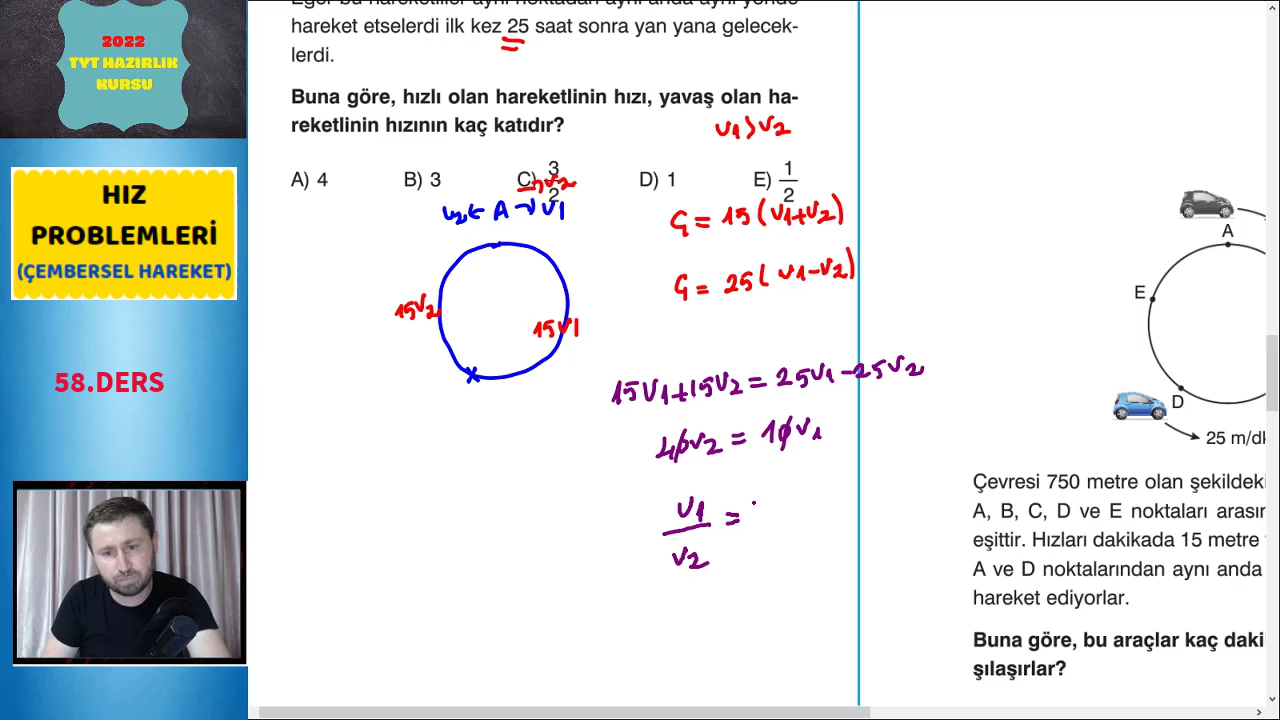 2022
TYT HAZIRLIK
KURSU
HIZ
PROBLEMLERİ
(ÇEMBERSEL HAREKET)
58.DERS
hareket etselerdi ilk kez 25 saat sonra yan yana gelecek-
lerdi.
Buna göre, hızlı olan hareketlinin hızı, yavaş olan ha-
reketlinin hızının kaç katıdır?
v1 > v2
A) 4 B) 3 C) 3/2 D) 1 E) 1/2
→ v2
v2 ← A → v1
15v2
15v1
Ç = 15(v1+v2)
Ç = 25(v1-v2)
15v1+15v2 = 25v1-25v2
40v2 = 10v1
v1/v2 =
A
E
D
25 m/dk
Çevresi 750 metre olan şekildeki
A, B, C, D ve E noktaları arasın
eşittir. Hızları dakikada 15 metre
A ve D noktalarından aynı anda
hareket ediyorlar.
Buna göre, bu araçlar kaç daki
şılaşırlar?